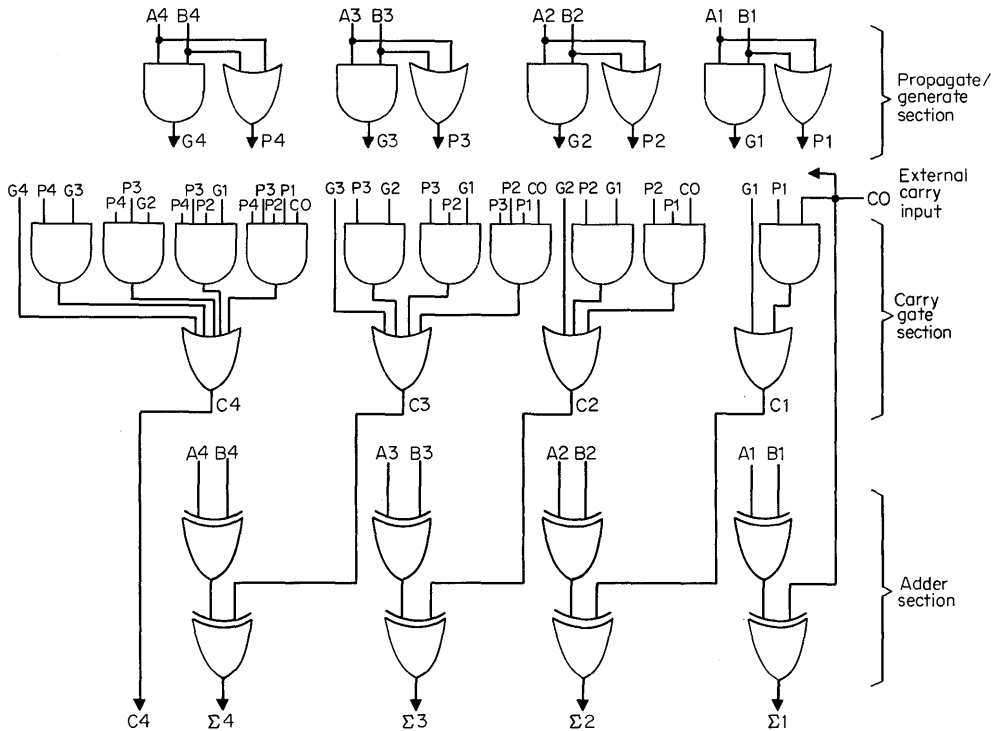 A4 B4 A3 B3 A2 B2 A1 B1
Propagate/
generate
section
G4 P4 G3 P3 G2 P2 G1 P1
G4 P4 G3 P3 P3 G1 P3 P1 G3 P3 G2 P3 G1 P2 CO G2 P2 G1 P2 CO G1 P1
P4 G2 P4 P2 P4 P2 CO P2 P3 P1 P1
External
carry
input
CO
Carry
gate
section
C4 C3 C2 C1
A4 B4 A3 B3 A2 B2 A1 B1
Adder
section
C4 Σ4 Σ3 Σ2 Σ1